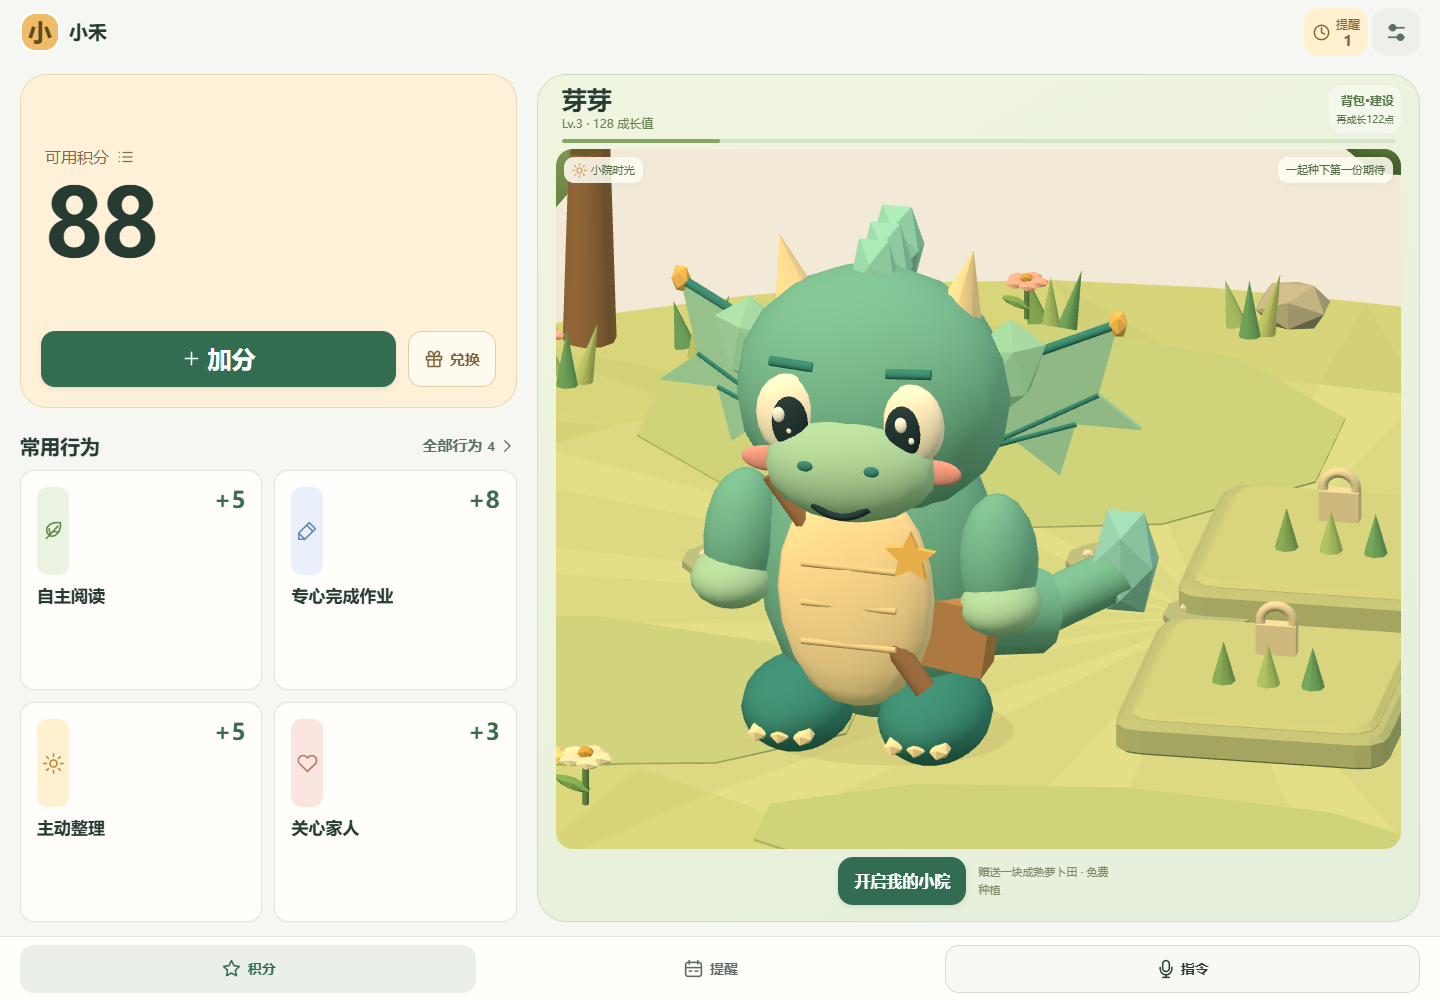 小 小禾
提醒
1
可用积分
88
加分
兑换
常用行为
全部行为 4
+5
自主阅读
+8
专心完成作业
+5
主动整理
+3
关心家人
芽芽
Lv.3 · 128 成长值
背包•建设
再成长122点
小院时光
一起种下第一份期待
开启我的小院
赠送一块成熟萝卜田 · 免费
种植
积分
提醒
指令